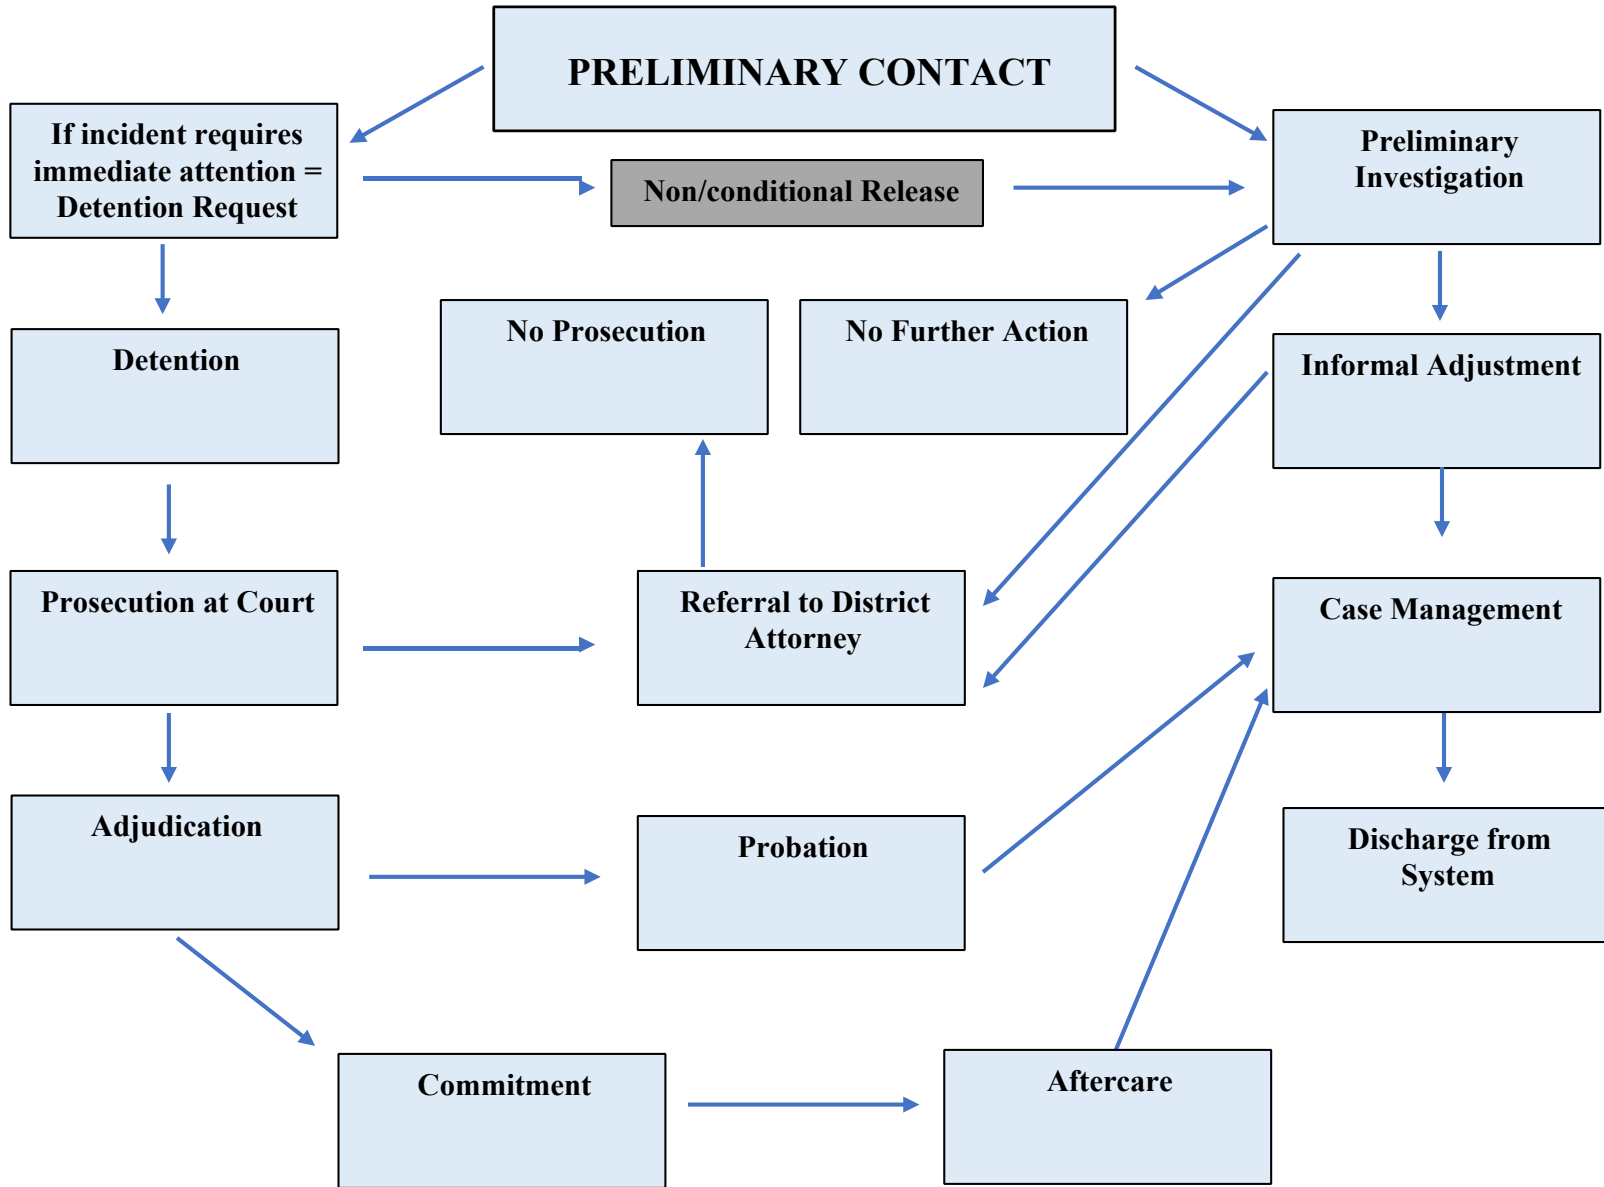 PRELIMINARY CONTACT
If incident requires
immediate attention =
Detention Request
Non/conditional Release
Preliminary
Investigation
No Prosecution
No Further Action
Detention
Informal Adjustment
Prosecution at Court
Referral to District
Attorney
Case Management
Adjudication
Probation
Discharge from
System
Commitment
Aftercare